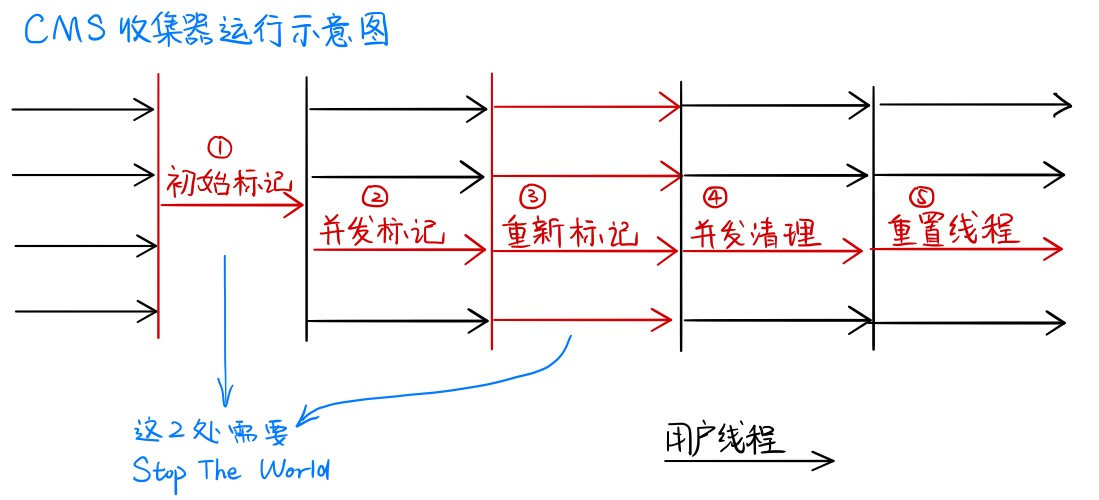 CMS 收集器运行示意图
①
初始标记
②
并发标记
③
重新标记
④
并发清理
⑤
重置线程
这2处需要
Stop The World
用户线程